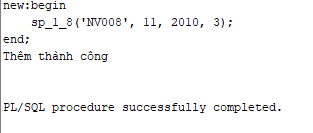 new:begin
sp_1_8('NV008', 11, 2010, 3);
end;
Thêm thành công
PL/SQL procedure successfully completed.